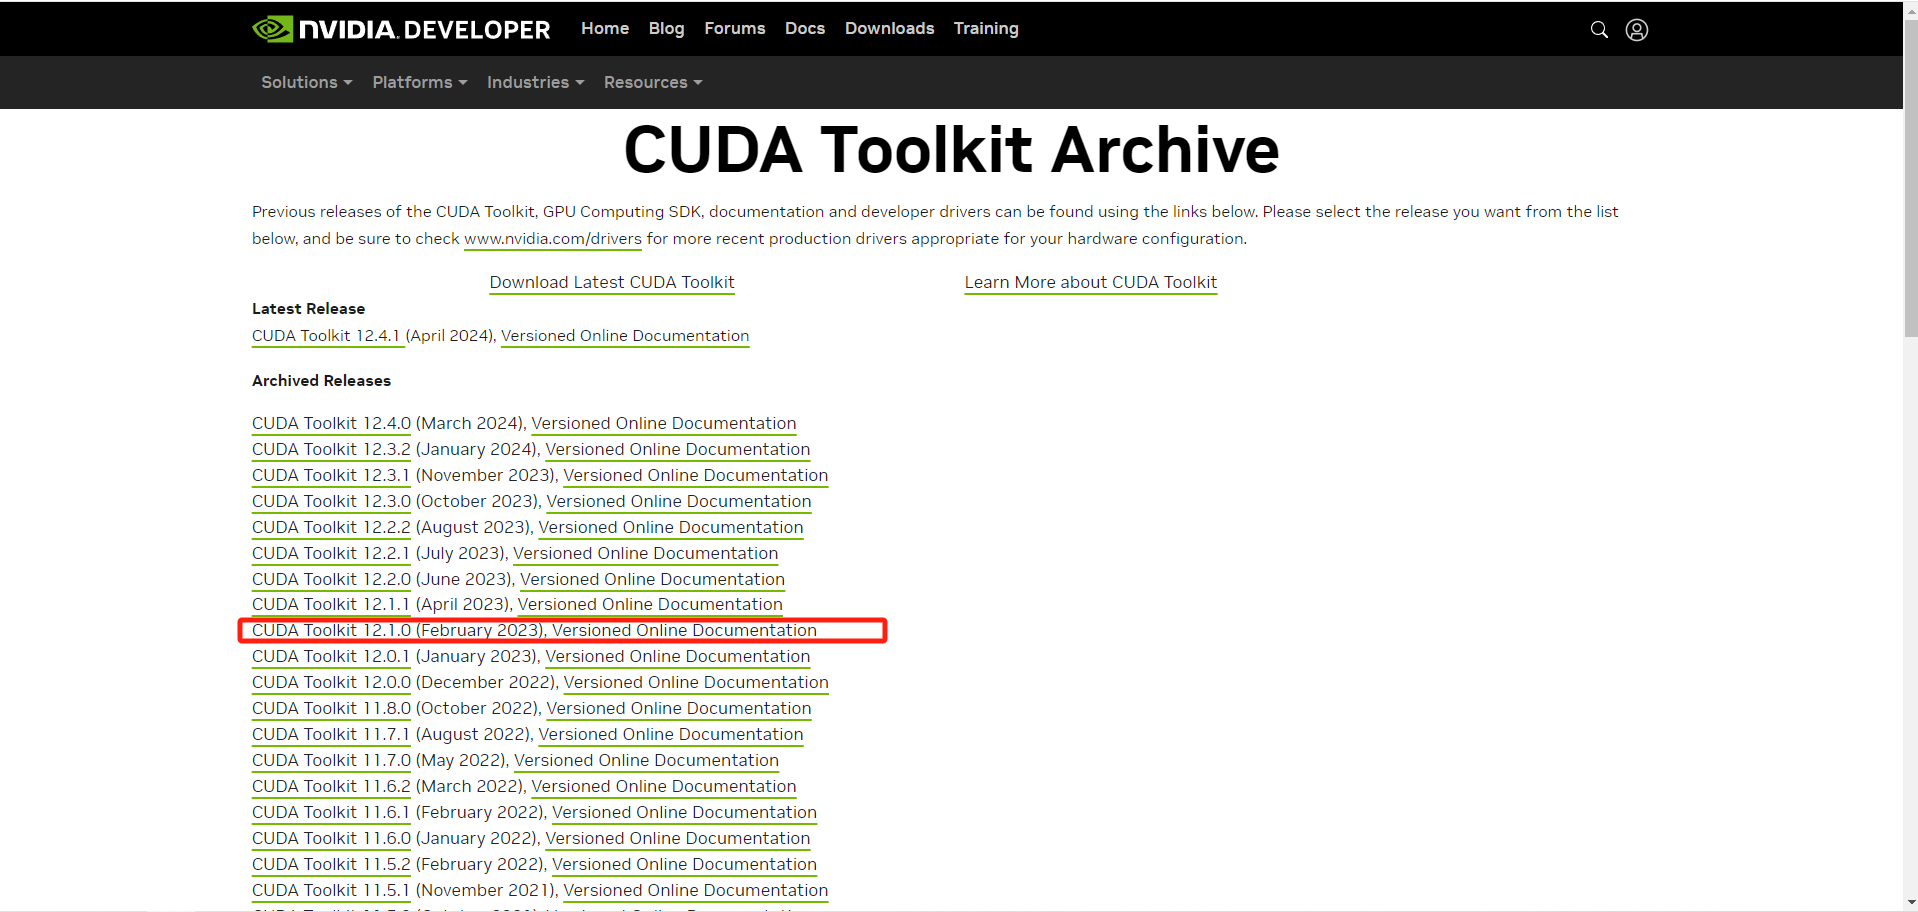 NVIDIA. DEVELOPER Home Blog Forums Docs Downloads Training
Solutions Platforms Industries Resources
CUDA Toolkit Archive
Previous releases of the CUDA Toolkit, GPU Computing SDK, documentation and developer drivers can be found using the links below. Please select the release you want from the list
below, and be sure to check www.nvidia.com/drivers for more recent production drivers appropriate for your hardware configuration.
Download Latest CUDA Toolkit Learn More about CUDA Toolkit
Latest Release
CUDA Toolkit 12.4.1 (April 2024), Versioned Online Documentation
Archived Releases
CUDA Toolkit 12.4.0 (March 2024), Versioned Online Documentation
CUDA Toolkit 12.3.2 (January 2024), Versioned Online Documentation
CUDA Toolkit 12.3.1 (November 2023), Versioned Online Documentation
CUDA Toolkit 12.3.0 (October 2023), Versioned Online Documentation
CUDA Toolkit 12.2.2 (August 2023), Versioned Online Documentation
CUDA Toolkit 12.2.1 (July 2023), Versioned Online Documentation
CUDA Toolkit 12.2.0 (June 2023), Versioned Online Documentation
CUDA Toolkit 12.1.1 (April 2023), Versioned Online Documentation
CUDA Toolkit 12.1.0 (February 2023), Versioned Online Documentation
CUDA Toolkit 12.0.1 (January 2023), Versioned Online Documentation
CUDA Toolkit 12.0.0 (December 2022), Versioned Online Documentation
CUDA Toolkit 11.8.0 (October 2022), Versioned Online Documentation
CUDA Toolkit 11.7.1 (August 2022), Versioned Online Documentation
CUDA Toolkit 11.7.0 (May 2022), Versioned Online Documentation
CUDA Toolkit 11.6.2 (March 2022), Versioned Online Documentation
CUDA Toolkit 11.6.1 (February 2022), Versioned Online Documentation
CUDA Toolkit 11.6.0 (January 2022), Versioned Online Documentation
CUDA Toolkit 11.5.2 (February 2022), Versioned Online Documentation
CUDA Toolkit 11.5.1 (November 2021), Versioned Online Documentation